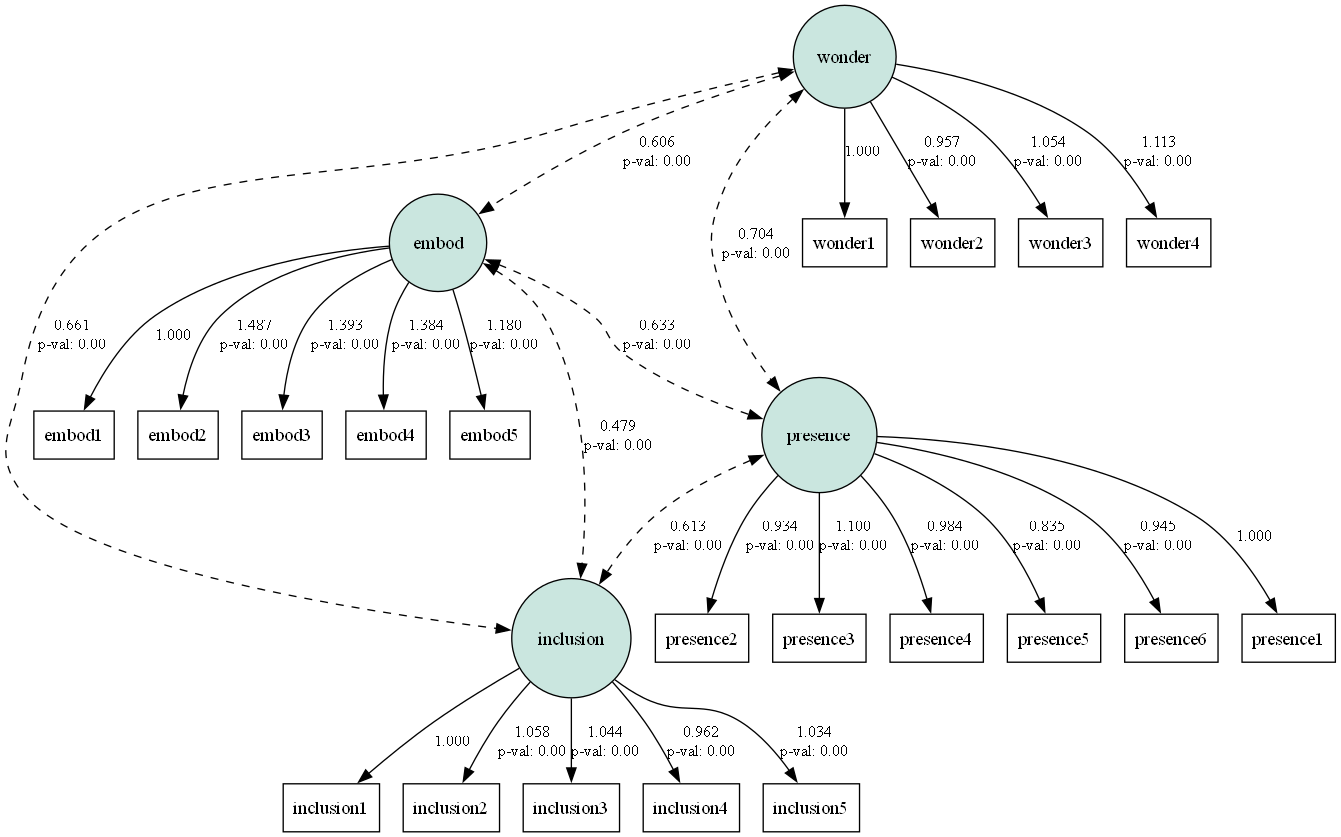 wonder
0.606
p-val: 0.00
1.000
0.957
p-val: 0.00
1.054
p-val: 0.00
1.113
p-val: 0.00
embod
0.704
p-val: 0.00
wonder1
wonder2
wonder3
wonder4
0.661
p-val: 0.00
1.000
1.487
p-val: 0.00
1.393
p-val: 0.00
1.384
p-val: 0.00
1.180
p-val: 0.00
0.633
p-val: 0.00
embod1
embod2
embod3
embod4
embod5
0.479
p-val: 0.00
presence
0.613
p-val: 0.00
0.934
p-val: 0.00
1.100
p-val: 0.00
0.984
p-val: 0.00
0.835
p-val: 0.00
0.945
p-val: 0.00
1.000
inclusion
presence2
presence3
presence4
presence5
presence6
presence1
1.000
1.058
p-val: 0.00
1.044
p-val: 0.00
0.962
p-val: 0.00
1.034
p-val: 0.00
inclusion1
inclusion2
inclusion3
inclusion4
inclusion5